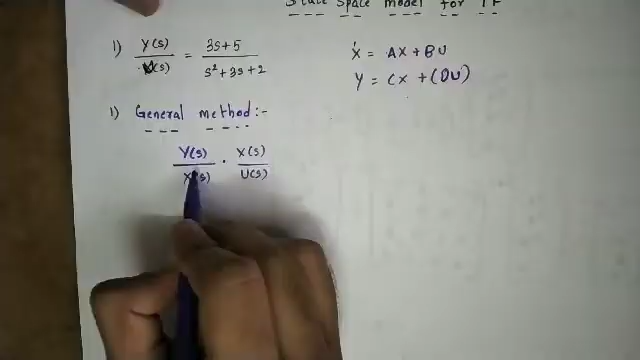 State Space model for TF
1) Y(s)/U(s) = 3s+5/s²+3s+2
Ẋ = AX + BU
Y = CX + (DU)
1) General method:-
Y(s)/X(s) · X(s)/U(s)